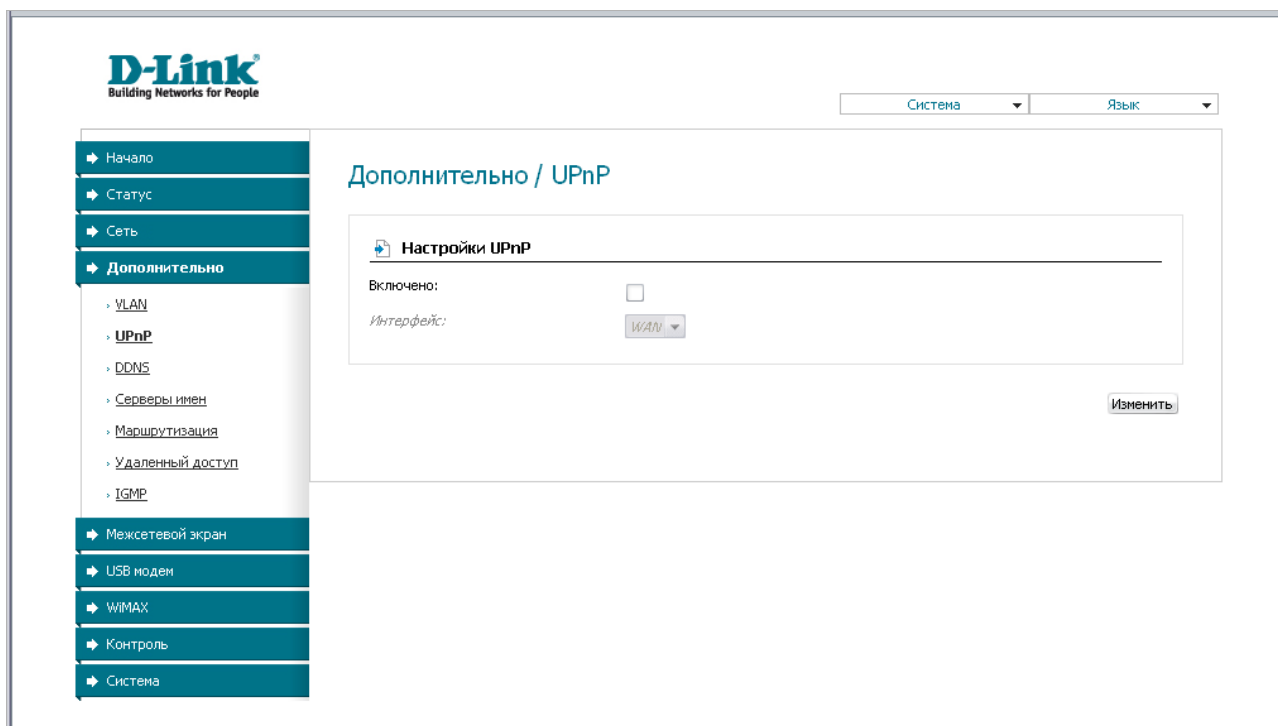 D-Link
Building Networks for People
Система
Язык
Начало
Статус
Сеть
Дополнительно
VLAN
UPnP
DDNS
Серверы имен
Маршрутизация
Удаленный доступ
IGMP
Межсетевой экран
USB модем
WiMAX
Контроль
Система
Дополнительно / UPnP
Настройки UPnP
Включено:
Интерфейс: WAN
Изменить